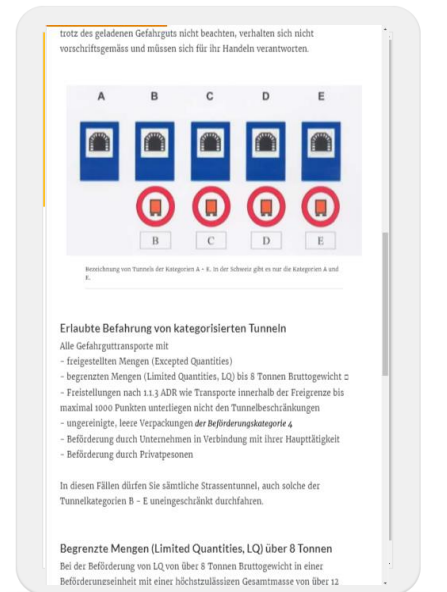 trotz des geladenen Gefahrguts nicht beachten, verhalten sich nicht
vorschriftsgemäss und müssen sich für ihr Handeln verantworten.
A B C D E
B C D E
Bezeichnung von Tunnels der Kategorien A – E. In der Schweiz gibt es nur die Kategorien A und
E.
Erlaubte Befahrung von kategorisierten Tunneln
Alle Gefahrguttransporte mit
– freigestellten Mengen (Excepted Quantities)
– begrenzten Mengen (Limited Quantities, LQ) bis 8 Tonnen Bruttogewicht □
– Freistellungen nach 1.1.3 ADR wie Transporte innerhalb der Freigrenze bis
maximal 1000 Punkten unterliegen nicht den Tunnelbeschränkungen
– ungereinigte, leere Verpackungen der Beförderungskategorie 4
– Beförderung durch Unternehmen in Verbindung mit ihrer Haupttätigkeit
– Beförderung durch Privatpesonen
In diesen Fällen dürfen Sie sämtliche Strassentunnel, auch solche der
Tunnelkategorien B – E uneingeschränkt durchfahren.
Begrenzte Mengen (Limited Quantities, LQ) über 8 Tonnen
Bei der Beförderung von LQ von über 8 Tonnen Bruttogewicht in einer
Beförderungseinheit mit einer höchstzulässigen Gesamtmasse von über 12